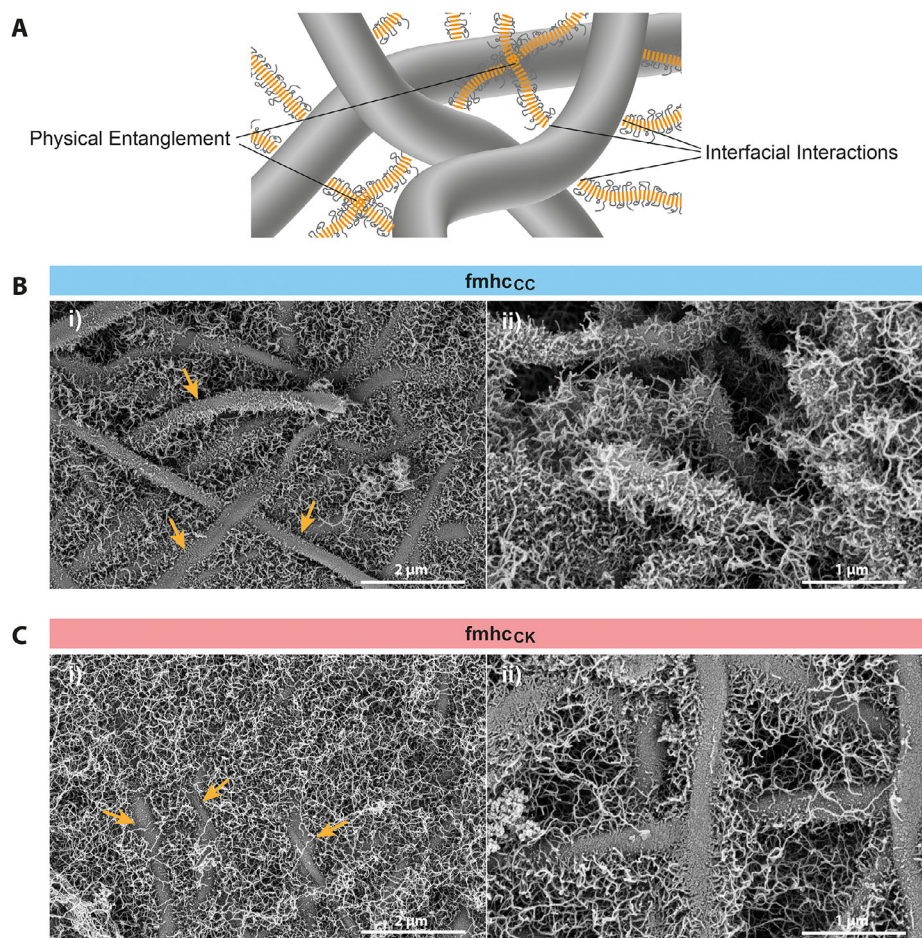 A
Physical Entanglement
Interfacial Interactions
B
fmhcCC
i)
ii)
2 µm
1 µm
C
fmhcCK
i)
ii)
2 µm
1 µm